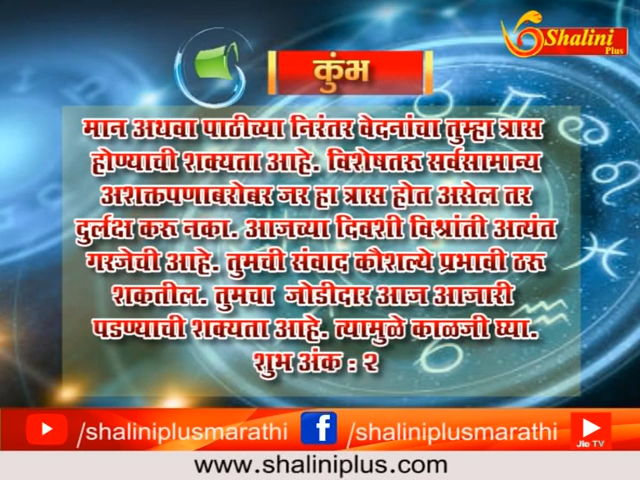 Shalini
Plus
कुंभ
मान अथवा पाठीच्या निरंतर वेदनांचा तुम्हा त्रास
होण्याची शक्यता आहे. विशेषतरू सर्वसामान्य
अशक्तपणाबरोबर जर हा त्रास होत असेल तर
दुर्लक्ष करू नका. आजच्या दिवशी विश्रांती अत्यंत
गरजेची आहे. तुमची संवाद कौशल्ये प्रभावी ठरू
शकतील. तुमचा जोडीदार आज आजारी
पडण्याची शक्यता आहे. त्यामुळे काळजी घ्या.
शुभ अंक : २
/shaliniplusmarathi /shaliniplusmarathi
Jio TV
www.shaliniplus.com